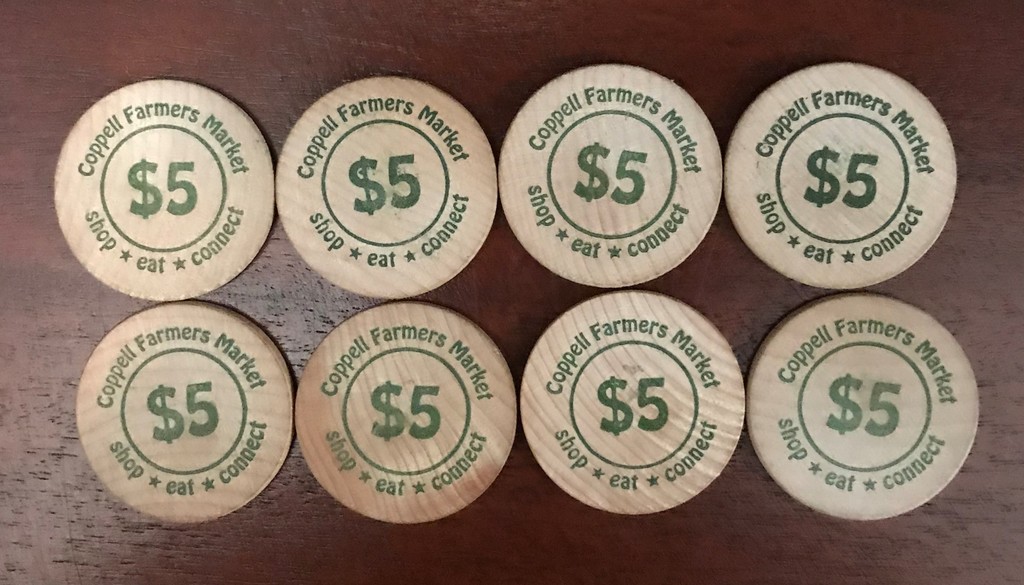 Coppell Farmers Market
$5
shop ★ eat ★ connect
Coppell Farmers Market
$5
shop ★ eat ★ connect
Coppell Farmers Market
$5
shop ★ eat ★ connect
Coppell Farmers Market
$5
shop ★ eat ★ connect
Coppell Farmers Market
$5
shop ★ eat ★ connect
Coppell Farmers Market
$5
shop ★ eat ★ connect
Coppell Farmers Market
$5
shop ★ eat ★ connect
Coppell Farmers Market
$5
shop ★ eat ★ connect